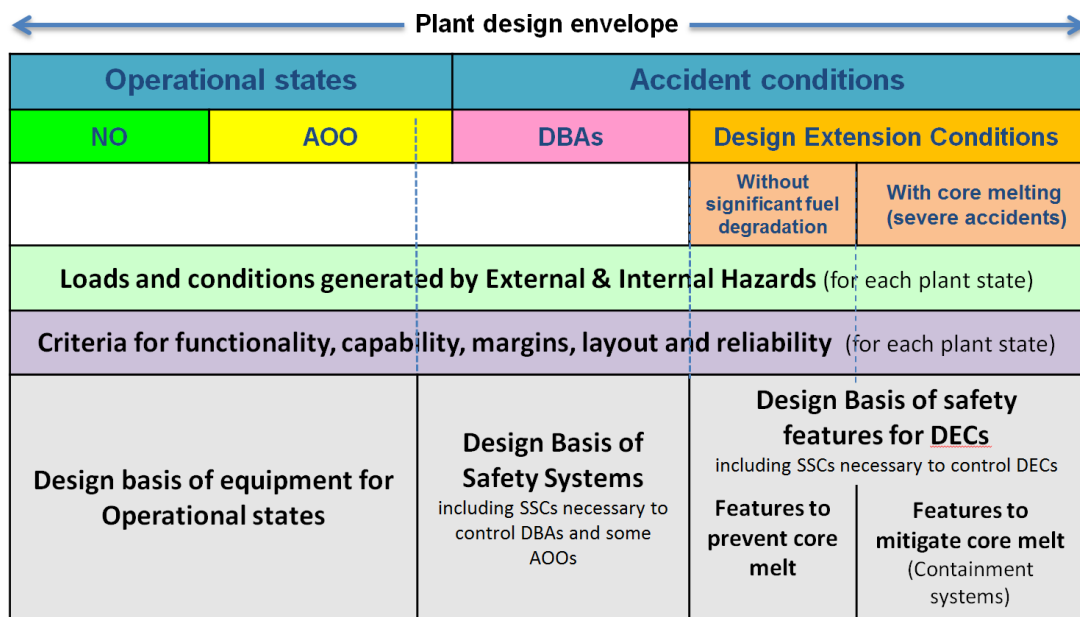 Plant design envelope
Operational states
Accident conditions
NO
AOO
DBAs
Design Extension Conditions
Without
significant fuel
degradation
With core melting
(severe accidents)
Loads and conditions generated by External & Internal Hazards (for each plant state)
Criteria for functionality, capability, margins, layout and reliability (for each plant state)
Design basis of equipment for
Operational states
Design Basis of
Safety Systems
including SSCs necessary to
control DBAs and some
AOOs
Design Basis of safety
features for DECs
including SSCs necessary to control DECs
Features to
prevent core
melt
Features to
mitigate core melt
(Containment
systems)